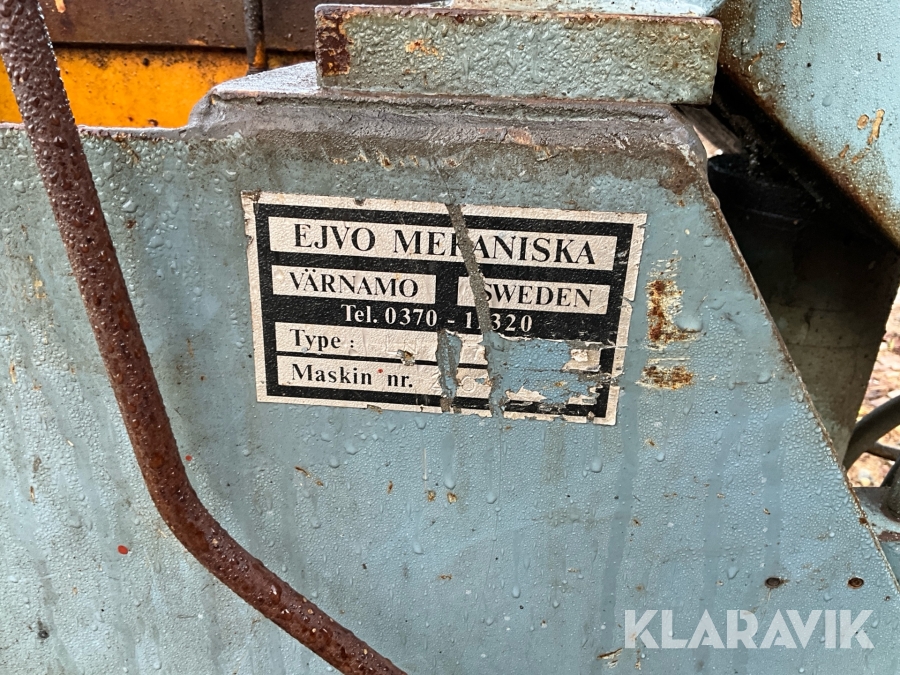 EJVO MEKANISKA
VÄRNAMO SWEDEN
Tel. 0370 -
Type :
Maskin nr.
KLARAVIK